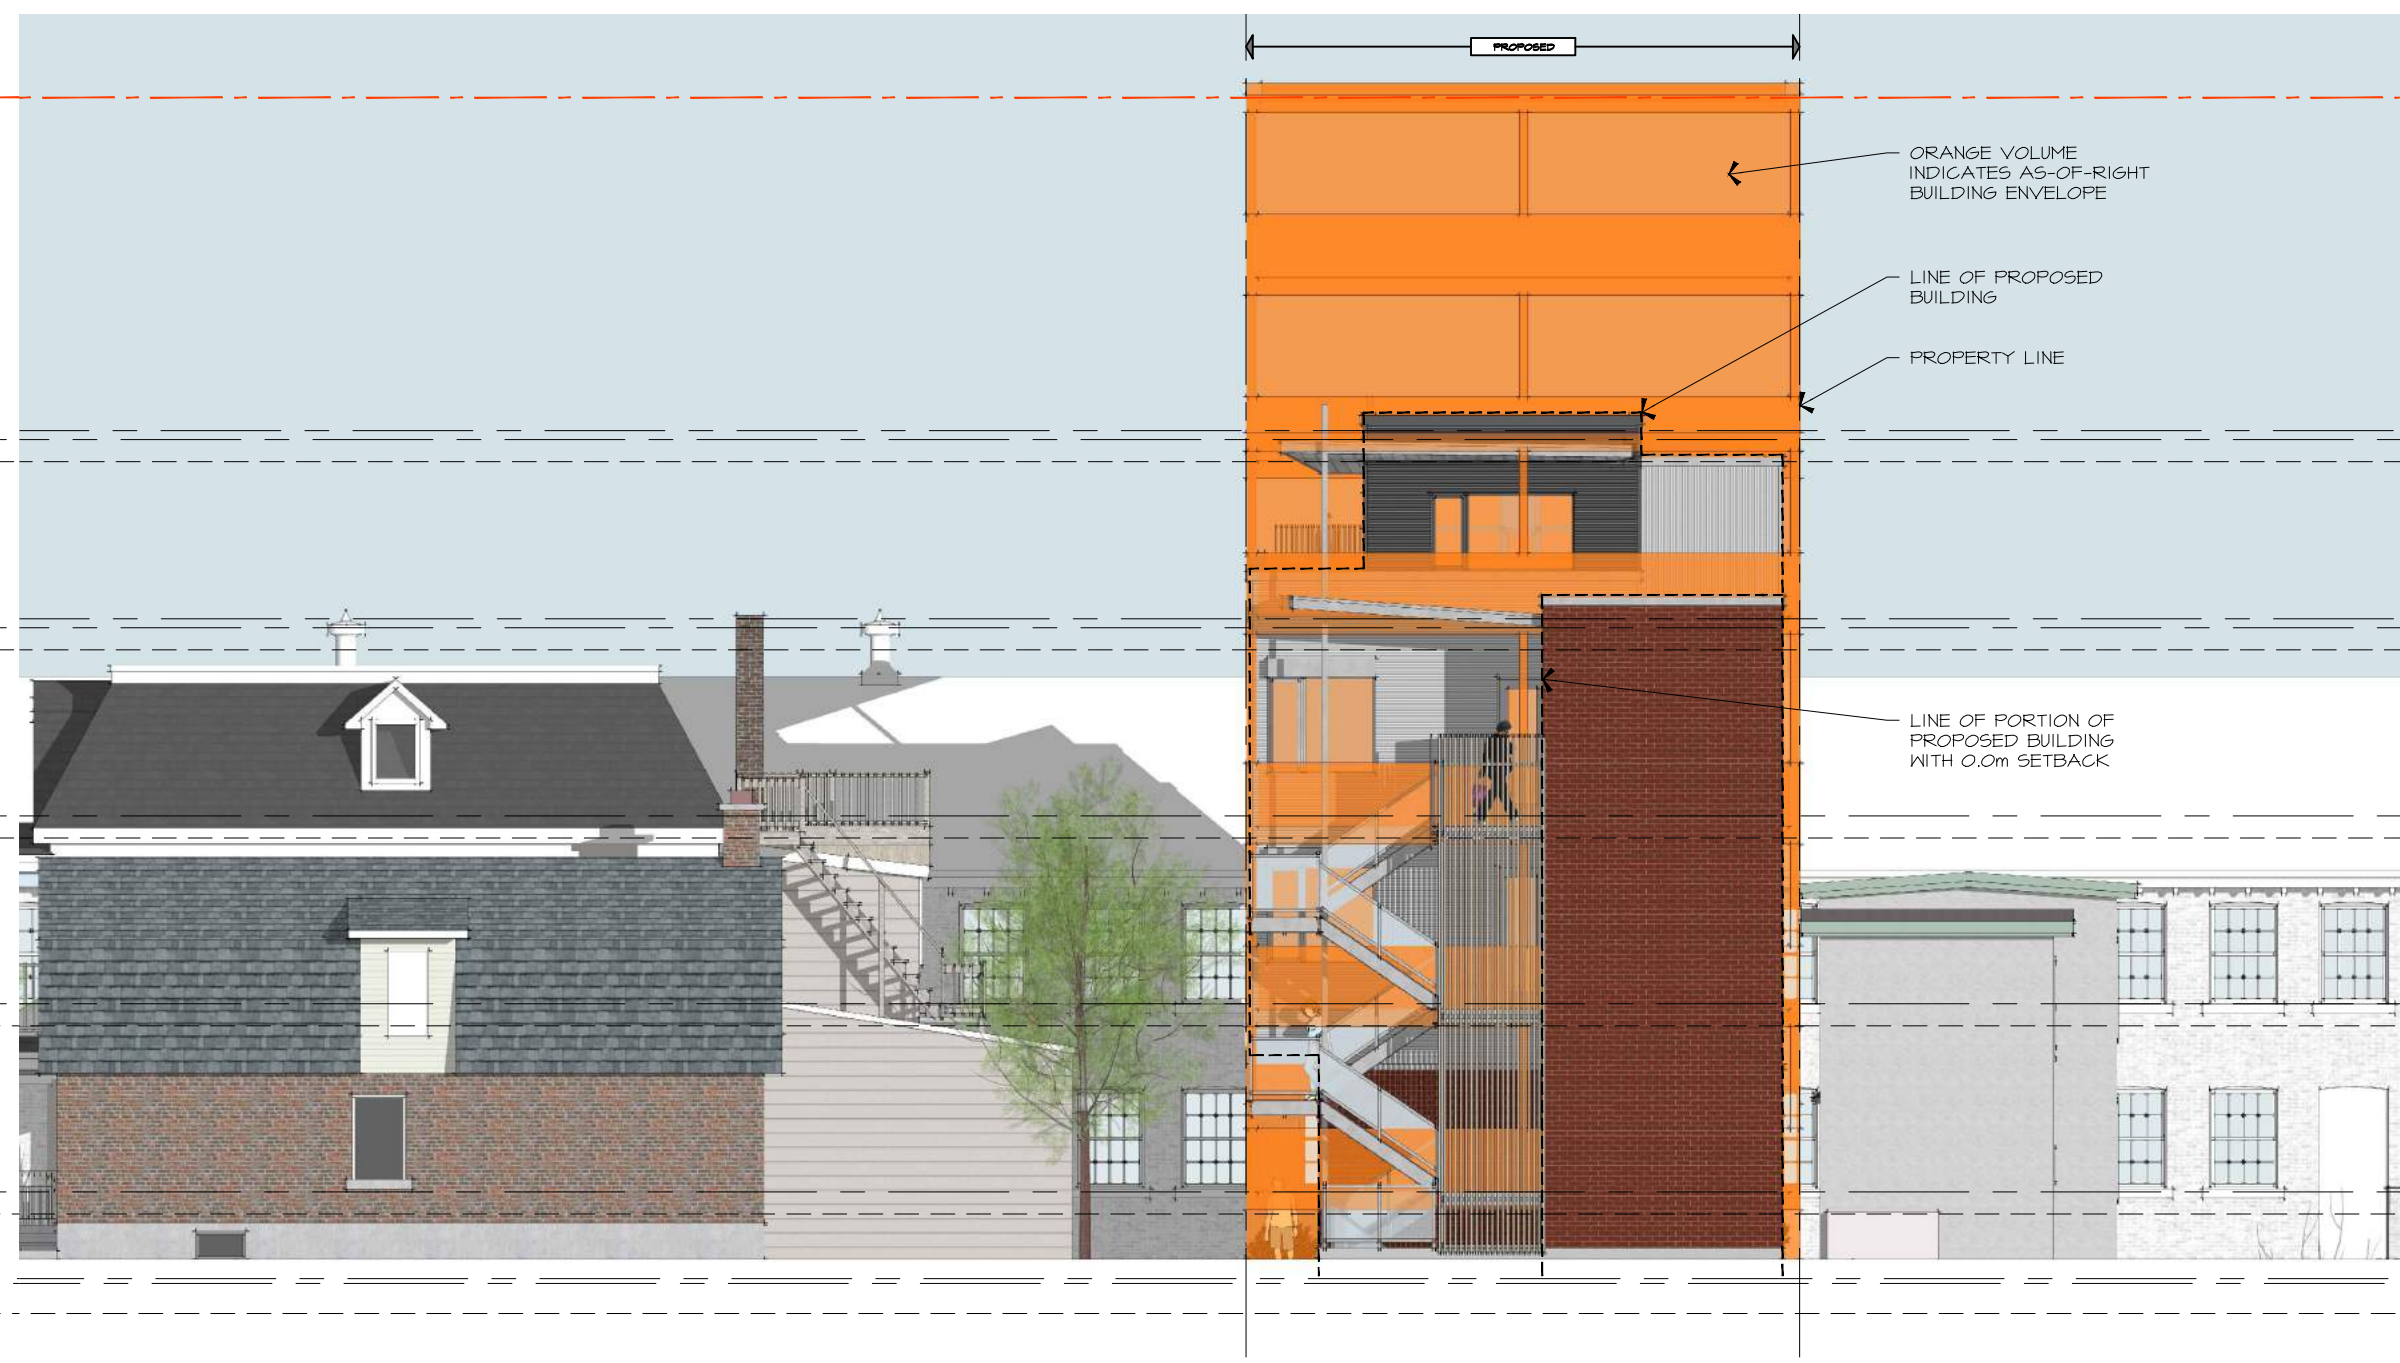 PROPOSED
ORANGE VOLUME
INDICATES AS-OF-RIGHT
BUILDING ENVELOPE
LINE OF PROPOSED
BUILDING
PROPERTY LINE
LINE OF PORTION OF
PROPOSED BUILDING
WITH 0.0m SETBACK